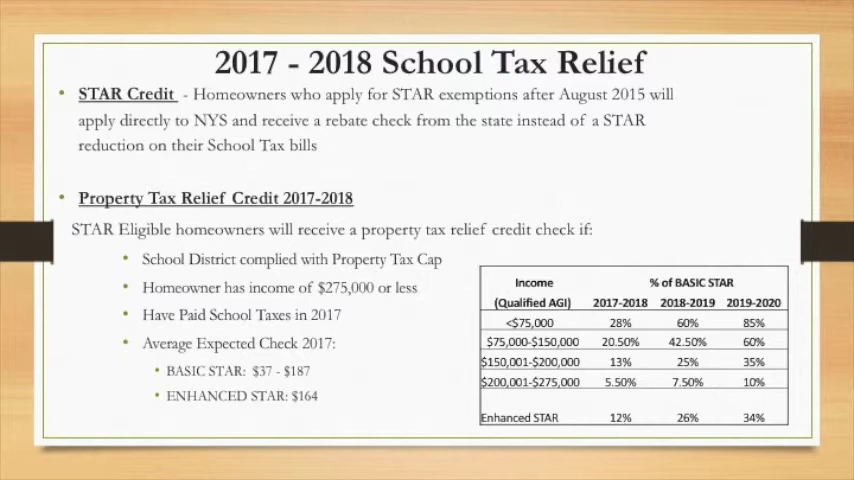 2017 - 2018 School Tax Relief
• STAR Credit - Homeowners who apply for STAR exemptions after August 2015 will
apply directly to NYS and receive a rebate check from the state instead of a STAR
reduction on their School Tax bills
• Property Tax Relief Credit 2017-2018
STAR Eligible homeowners will receive a property tax relief credit check if:
• School District complied with Property Tax Cap
• Homeowner has income of $275,000 or less
• Have Paid School Taxes in 2017
• Average Expected Check 2017:
• BASIC STAR: $37 - $187
• ENHANCED STAR: $164
Income % of BASIC STAR
(Qualified AGI) 2017-2018 2018-2019 2019-2020
<$75,000 28% 60% 85%
$75,000-$150,000 20.50% 42.50% 60%
$150,001-$200,000 13% 25% 35%
$200,001-$275,000 5.50% 7.50% 10%
Enhanced STAR 12% 26% 34%